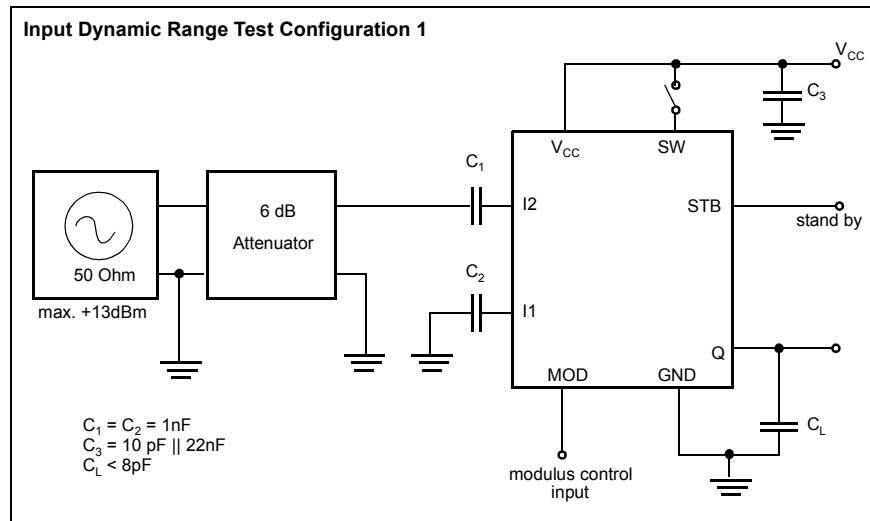 Input Dynamic Range Test Configuration 1
V_CC
C_3
V_CC
SW
C_1
6 dB
Attenuator
I2
STB
stand by
50 Ohm
C_2
max. +13dBm
I1
Q
MOD
GND
C_1 = C_2 = 1nF
C_3 = 10 pF || 22nF
C_L < 8pF
C_L
modulus control
input